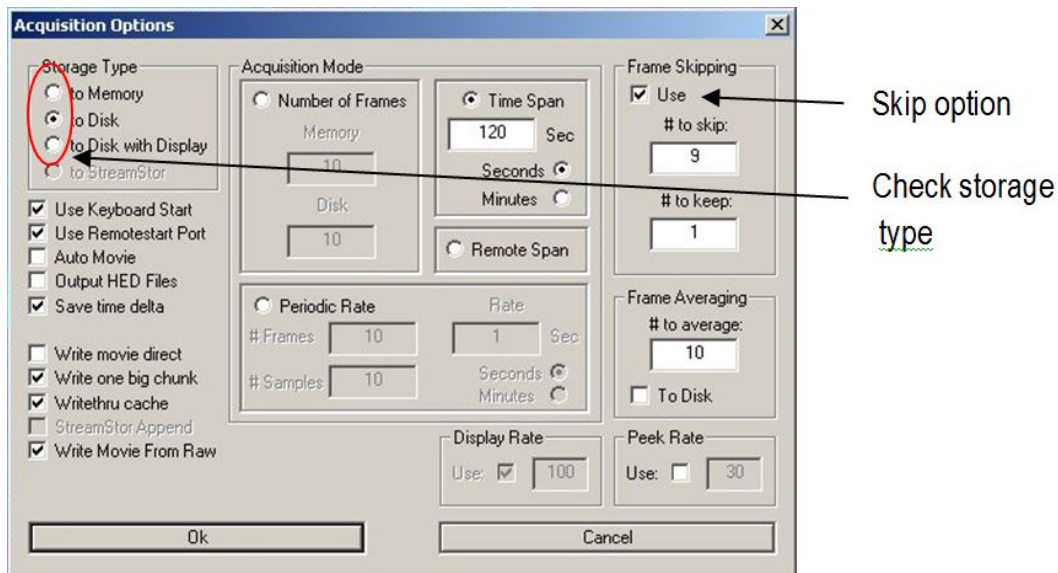 Acquisition Options
Storage Type
to Memory
to Disk
to Disk with Display
to StreamStor
Use Keyboard Start
Use Remotestart Port
Auto Movie
Output HED Files
Save time delta
Write movie direct
Write one big chunk
Writethru cache
StreamStor Append
Write Movie From Raw
Acquisition Mode
Number of Frames
Memory
10
Disk
10
Time Span
120 Sec
Seconds
Minutes
Remote Span
Periodic Rate
Rate
# Frames 10
1 Sec
# Samples 10
Seconds
Minutes
Frame Skipping
Use
# to skip:
9
# to keep:
1
Frame Averaging
# to average:
10
To Disk
Display Rate
Use: 100
Peek Rate
Use: 30
Ok
Cancel
Skip option
Check storage
type